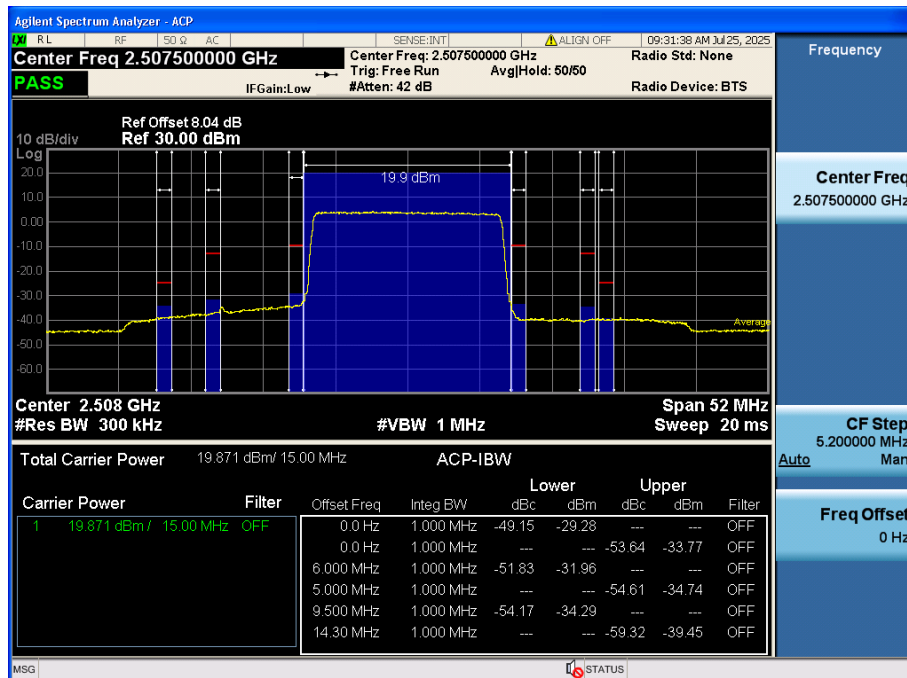 Agilent Spectrum Analyzer - ACP
LXI RL RF 50 Ω AC SENSE:INT ALIGN OFF 09:31:38 AM Jul 25, 2025
Center Freq 2.507500000 GHz
Center Freq: 2.507500000 GHz
Radio Std: None
Trig: Free Run Avg|Hold: 50/50
PASS
IFGain:Low
#Atten: 42 dB
Radio Device: BTS
Ref Offset 8.04 dB
10 dB/div Ref 30.00 dBm
Log
20.0
19.9 dBm
10.0
0.00
-10.0
-20.0
-30.0
-40.0
Average
-50.0
-60.0
Center 2.508 GHz Span 52 MHz
#Res BW 300 kHz #VBW 1 MHz Sweep 20 ms
Total Carrier Power 19.871 dBm/ 15.00 MHz ACP-IBW
Lower Upper
Carrier Power Filter Offset Freq Integ BW dBc dBm dBc dBm Filter
1 19.871 dBm / 15.00 MHz OFF 0.0 Hz 1.000 MHz -49.15 -29.28 --- --- OFF
0.0 Hz 1.000 MHz --- --- -53.64 -33.77 OFF
6.000 MHz 1.000 MHz -51.83 -31.96 --- --- OFF
5.000 MHz 1.000 MHz --- --- -54.61 -34.74 OFF
9.500 MHz 1.000 MHz -54.17 -34.29 --- --- OFF
14.30 MHz 1.000 MHz --- --- -59.32 -39.45 OFF
MSG STATUS
Frequency
Center Freq
2.507500000 GHz
CF Step
5.200000 MHz
Auto Man
Freq Offset
0 Hz